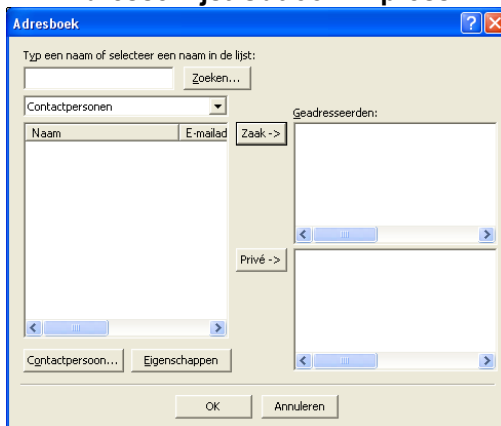 Adresboek
Typ een naam of selecteer een naam in de lijst:
Zoeken...
Contactpersonen
Geadresseerden:
Naam E-mailad
Zaak ->
Privé ->
Contactpersoon... Eigenschappen
OK Annuleren